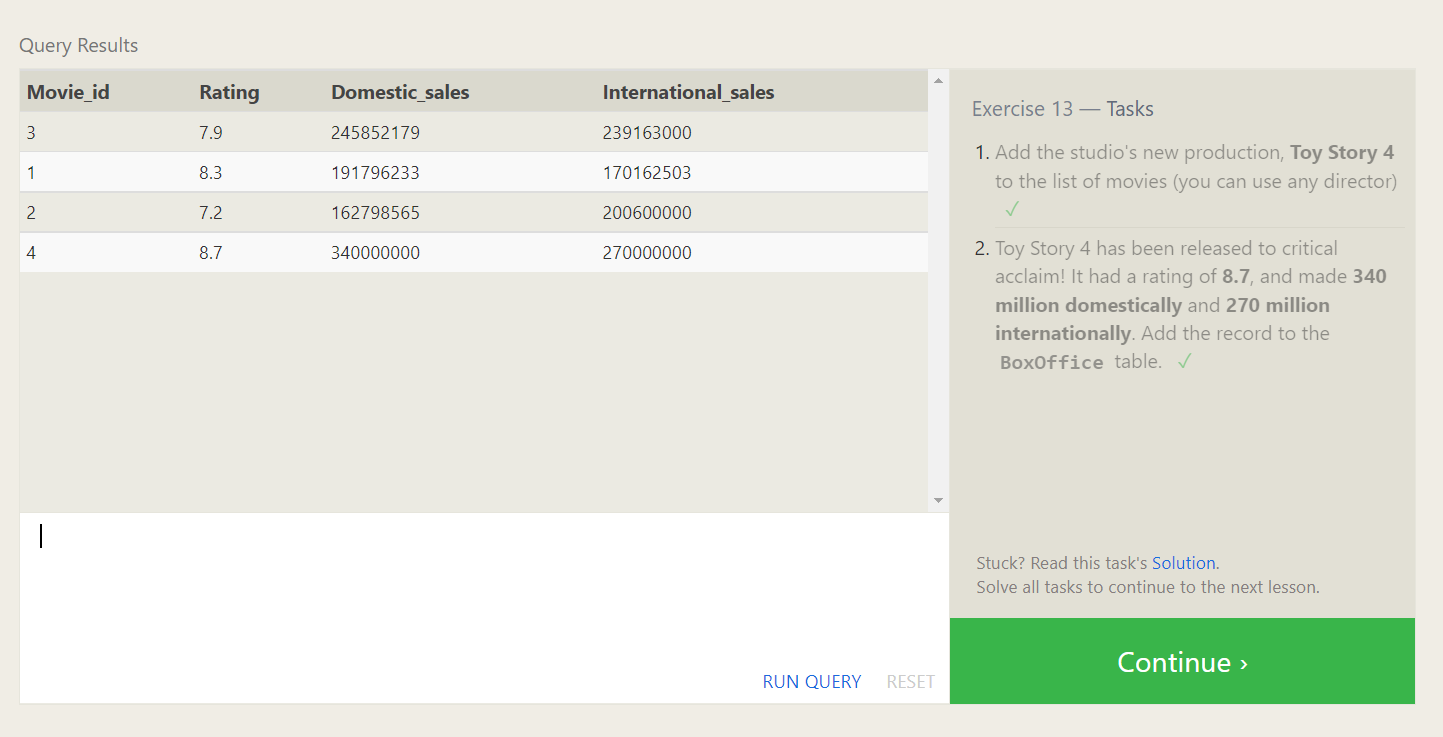 Query Results
Movie_id Rating Domestic_sales International_sales
3 7.9 245852179 239163000
1 8.3 191796233 170162503
2 7.2 162798565 200600000
4 8.7 340000000 270000000
RUN QUERY RESET
Exercise 13 — Tasks
1. Add the studio's new production, Toy Story 4
to the list of movies (you can use any director)
✓
2. Toy Story 4 has been released to critical
acclaim! It had a rating of 8.7, and made 340
million domestically and 270 million
internationally. Add the record to the
BoxOffice table. ✓
Stuck? Read this task's Solution.
Solve all tasks to continue to the next lesson.
Continue ›